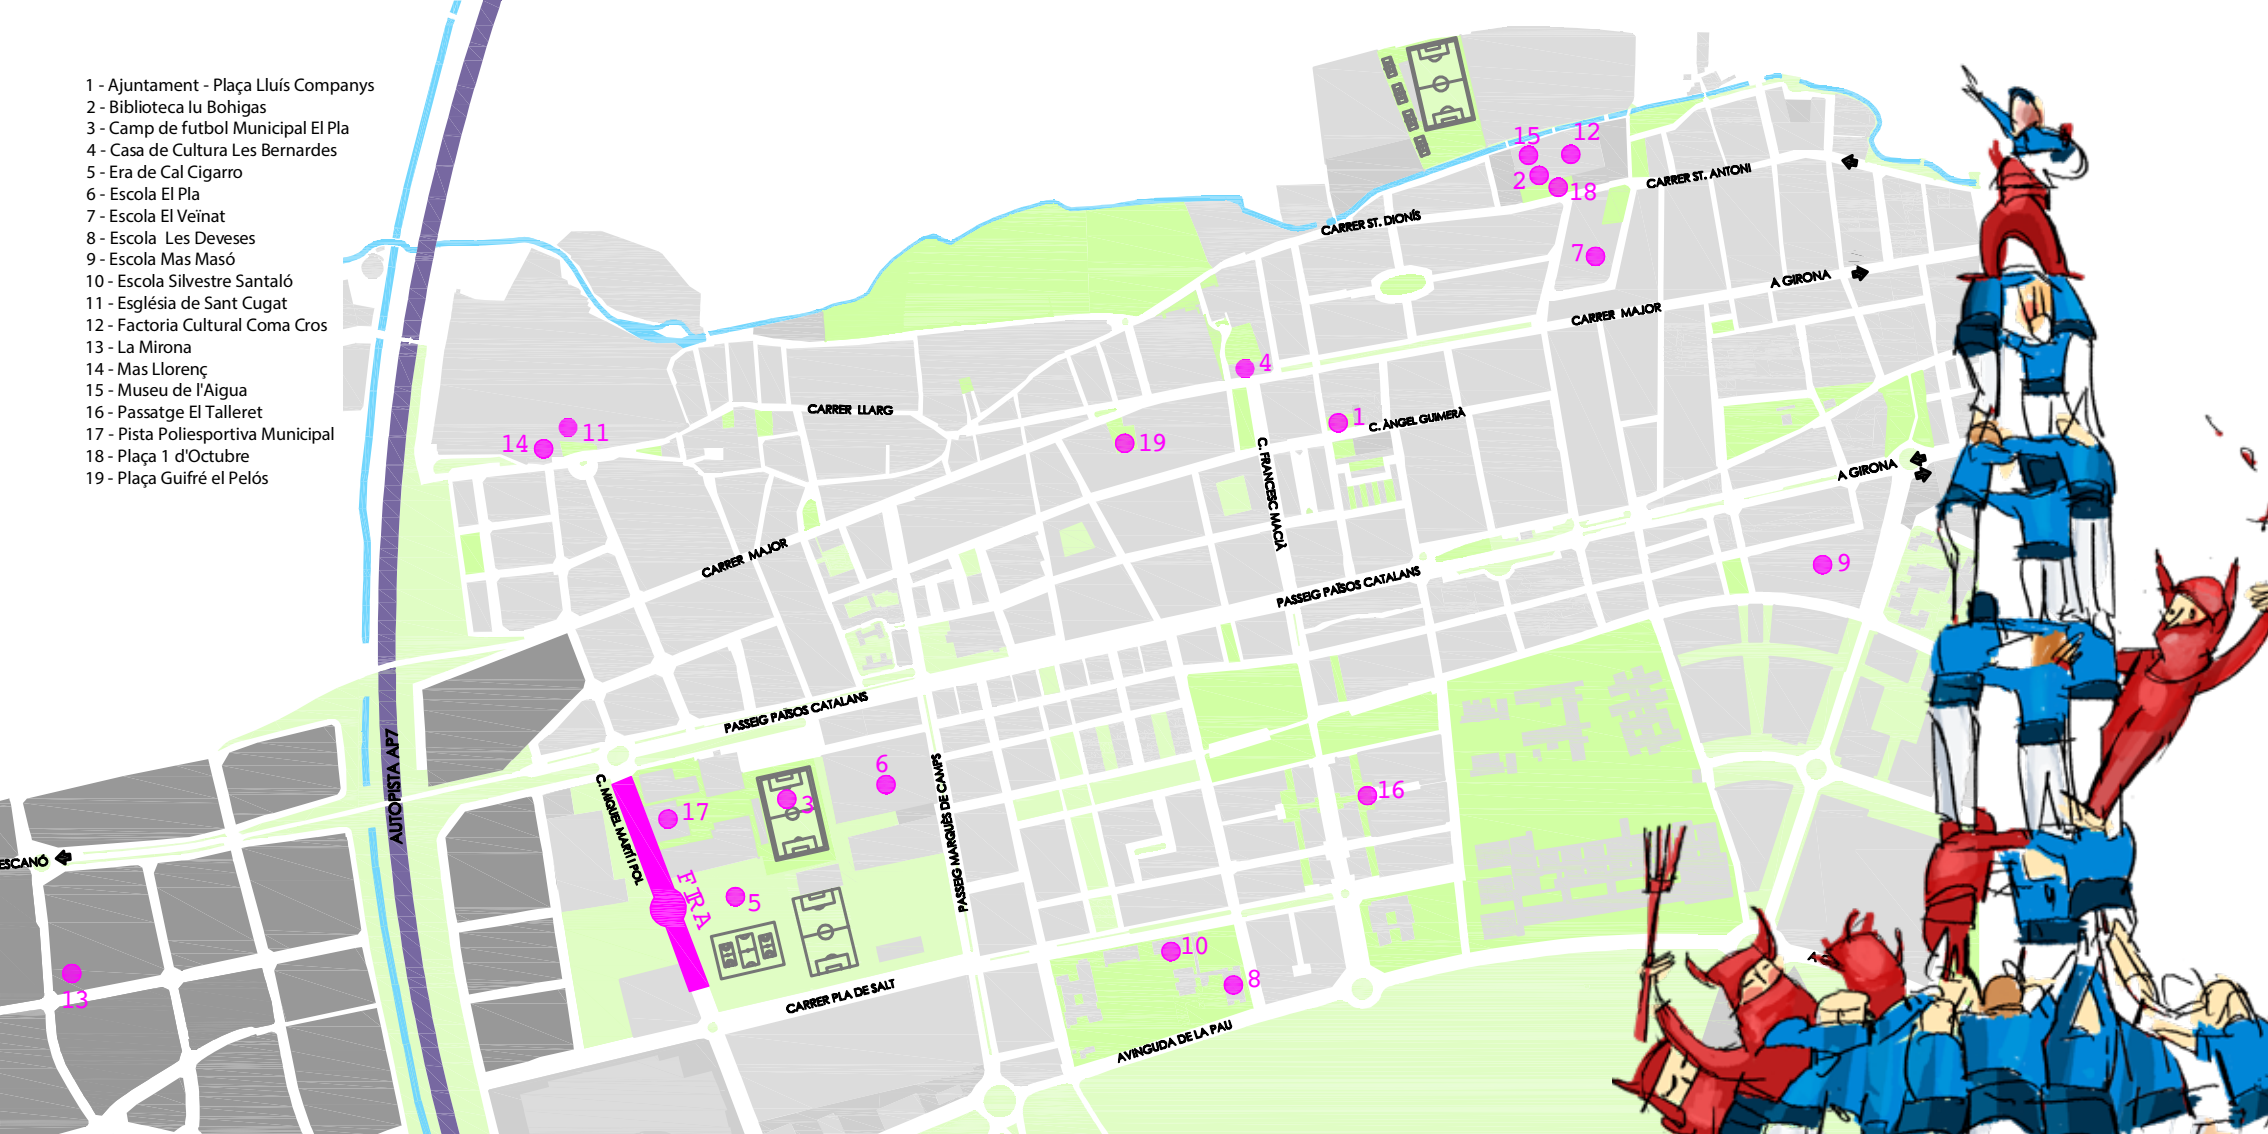 1 - Ajuntament - Plaça Lluís Companys
2 - Biblioteca Iu Bohigas
3 - Camp de futbol Municipal El Pla
4 - Casa de Cultura Les Bernardes
5 - Era de Cal Cigarro
6 - Escola El Pla
7 - Escola El Veïnat
8 - Escola  Les Deveses
9 - Escola Mas Masó
10 - Escola Silvestre Santaló
11 - Església de Sant Cugat
12 - Factoria Cultural Coma Cros
13 - La Mirona
14 - Mas Llorenç
15 - Museu de l'Aigua
16 - Passatge El Talleret
17 - Pista Poliesportiva Municipal
18 - Plaça 1 d'Octubre
19 - Plaça Guifré el Pelós
15
12
2
18
CARRER ST. ANTONI
CARRER ST. DIONÍS
7
A GIRONA
CARRER MAJOR
4
CARRER LLARG
1
C. ÀNGEL GUIMERÀ
14
11
19
C. FRANCESC MACIÀ
A GIRONA
CARRER MAJOR
9
PASSEIG PAÏSOS CATALANS
PASSEIG PAÏSOS CATALANS
AUTOPISTA AP7
C. MIQUEL MARTÍ I POL
17
3
6
PASSEIG MARQUÈS DE CAMPS
16
ESCANÓ
FRA
5
10
8
13
CARRER PLA DE SALT
AVINGUDA DE LA PAU